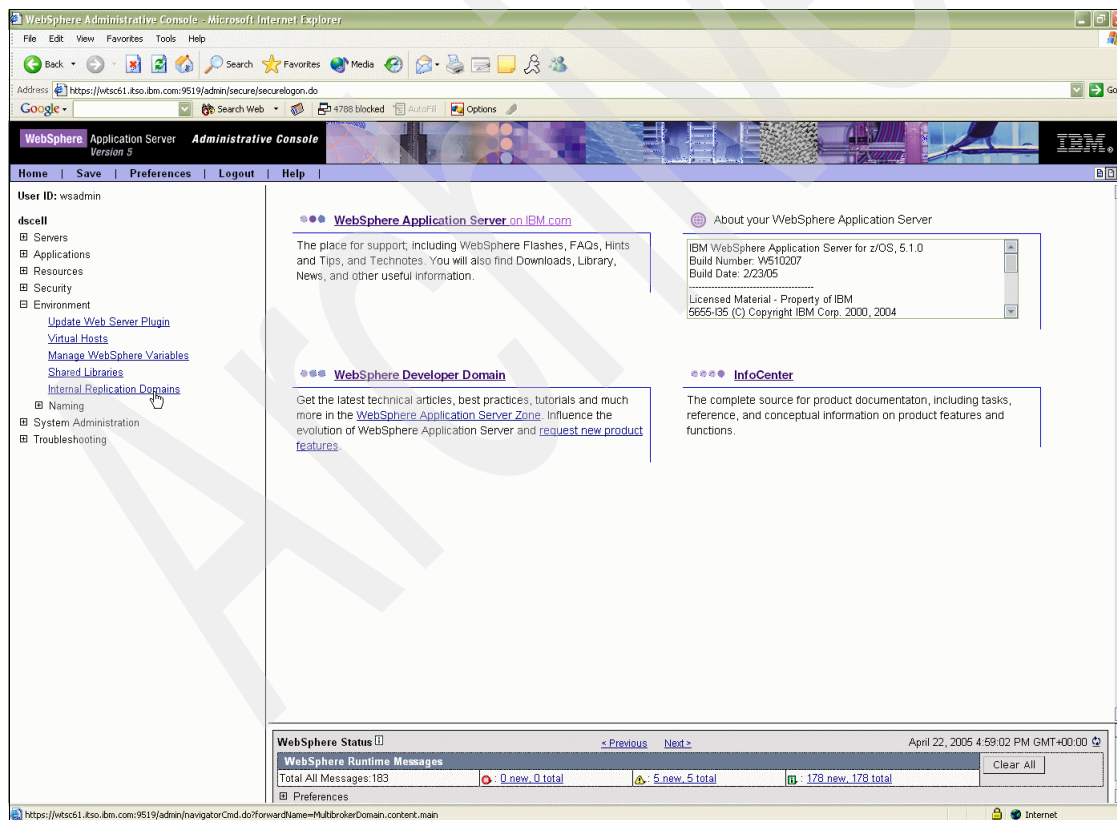 WebSphere Administrative Console - Microsoft Internet Explorer
File Edit View Favorites Tools Help
Back Search Favorites Media
Address https://wtsc61.itso.ibm.com:9519/admin/secure/securelogon.do Go
Google Search Web 4788 blocked AutoFill Options
WebSphere Application Server Administrative Console
Version 5
IBM
Home | Save | Preferences | Logout | Help |
User ID: wsadmin
dscell
Servers
Applications
Resources
Security
Environment
Update Web Server Plugin
Virtual Hosts
Manage WebSphere Variables
Shared Libraries
Internal Replication Domains
Naming
System Administration
Troubleshooting
WebSphere Application Server on IBM.com
The place for support; including WebSphere Flashes, FAQs, Hints
and Tips, and Technotes. You will also find Downloads, Library,
News, and other useful information.
About your WebSphere Application Server
IBM WebSphere Application Server for z/OS, 5.1.0
Build Number: W510207
Build Date: 2/23/05
----------------------------------------
Licensed Material - Property of IBM
5655-I35 (C) Copyright IBM Corp. 2000, 2004
WebSphere Developer Domain
Get the latest technical articles, best practices, tutorials and much
more in the WebSphere Application Server Zone. Influence the
evolution of WebSphere Application Server and request new product
features.
InfoCenter
The complete source for product documentaton, including tasks,
reference, and conceptual information on product features and
functions.
WebSphere Status < Previous Next > April 22, 2005 4:59:02 PM GMT+00:00
WebSphere Runtime Messages Clear All
Total All Messages:183 : 0 new, 0 total : 5 new, 5 total : 178 new, 178 total
Preferences
https://wtsc61.itso.ibm.com:9519/admin/navigatorCmd.do?forwardName=MultibrokerDomain.content.main Internet